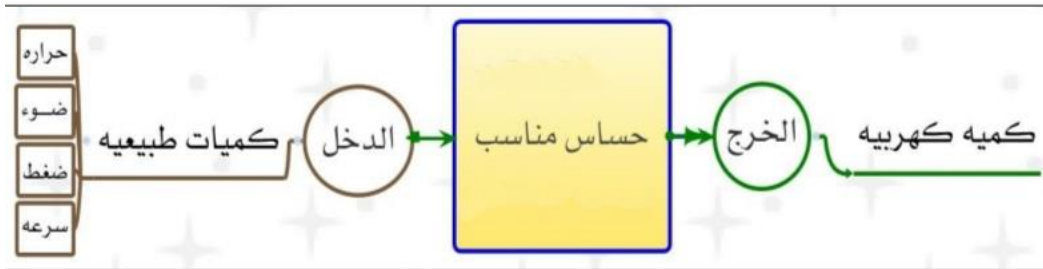 حراره
ضوء
ضغط
سرعه
كميات طبيعيه
الدخل
حساس مناسب
الخرج
كميه كهربيه